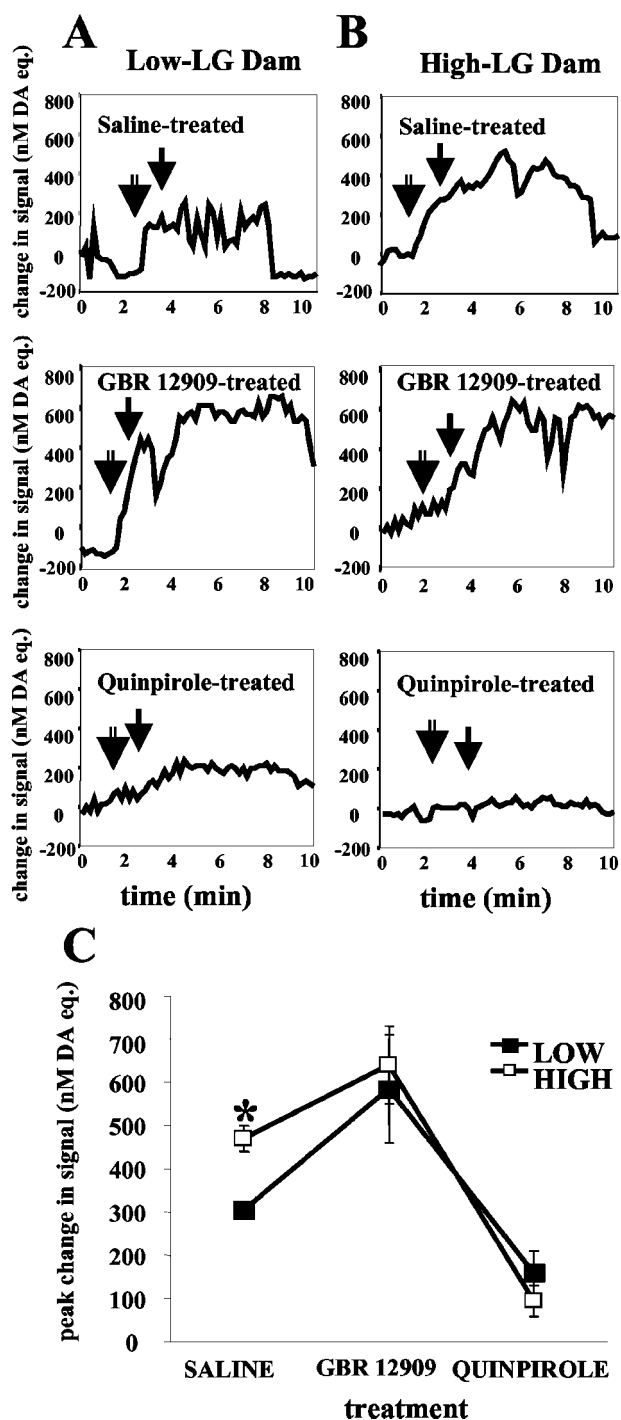 A B
Low-LG Dam High-LG Dam
change in signal (nM DA eq.)
800
600
400
200
0
-200
Saline-treated
0 2 4 6 8 10
800
600
400
200
0
-200
Saline-treated
0 2 4 6 8 10
change in signal (nM DA eq.)
800
600
400
200
0
-200
GBR 12909-treated
0 2 4 6 8 10
800
600
400
200
0
-200
GBR 12909-treated
0 2 4 6 8 10
change in signal (nM DA eq.)
800
600
400
200
0
-200
Quinpirole-treated
0 2 4 6 8 10
time (min)
800
600
400
200
0
-200
Quinpirole-treated
0 2 4 6 8 10
time (min)
C
peak change in signal (nM DA eq.)
800
700
600
500
400
300
200
100
0
*
LOW
HIGH
SALINE GBR 12909 QUINPIROLE
treatment